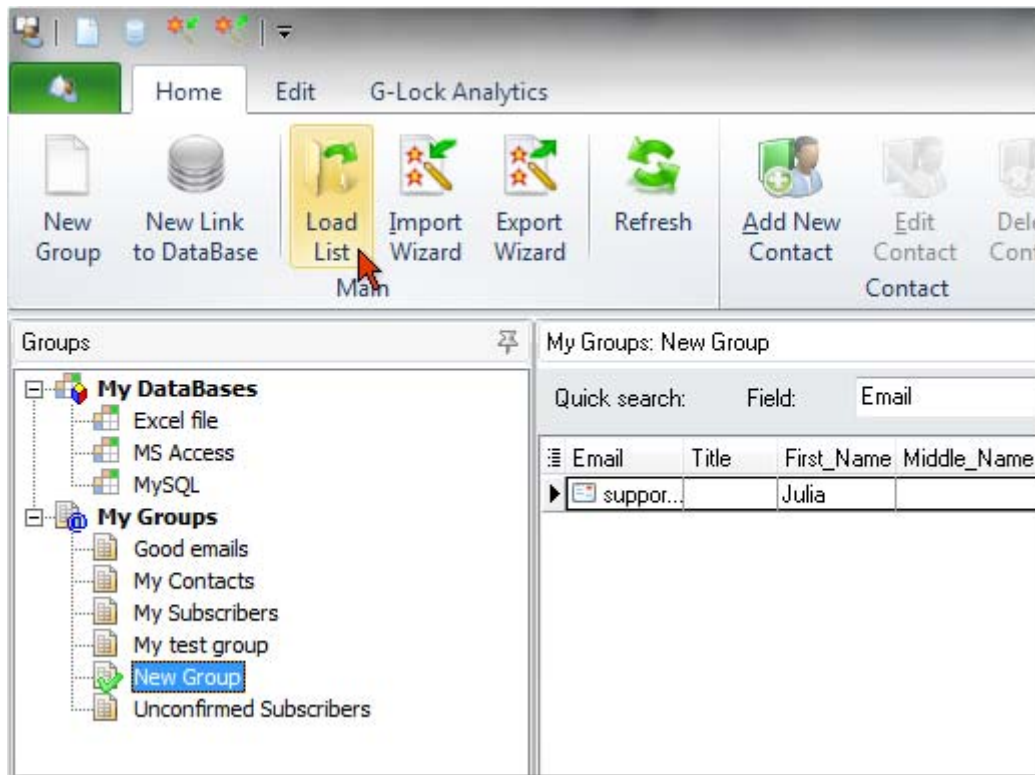 Home Edit G-Lock Analytics
New Group
New Link to DataBase
Load List
Import Wizard
Export Wizard
Refresh
Add New Contact
Edit Contact
Main
Contact
Groups
My DataBases
Excel file
MS Access
MySQL
My Groups
Good emails
My Contacts
My Subscribers
My test group
New Group
Unconfirmed Subscribers
My Groups: New Group
Quick search: Field: Email
Email Title First_Name Middle_Name
suppor... Julia